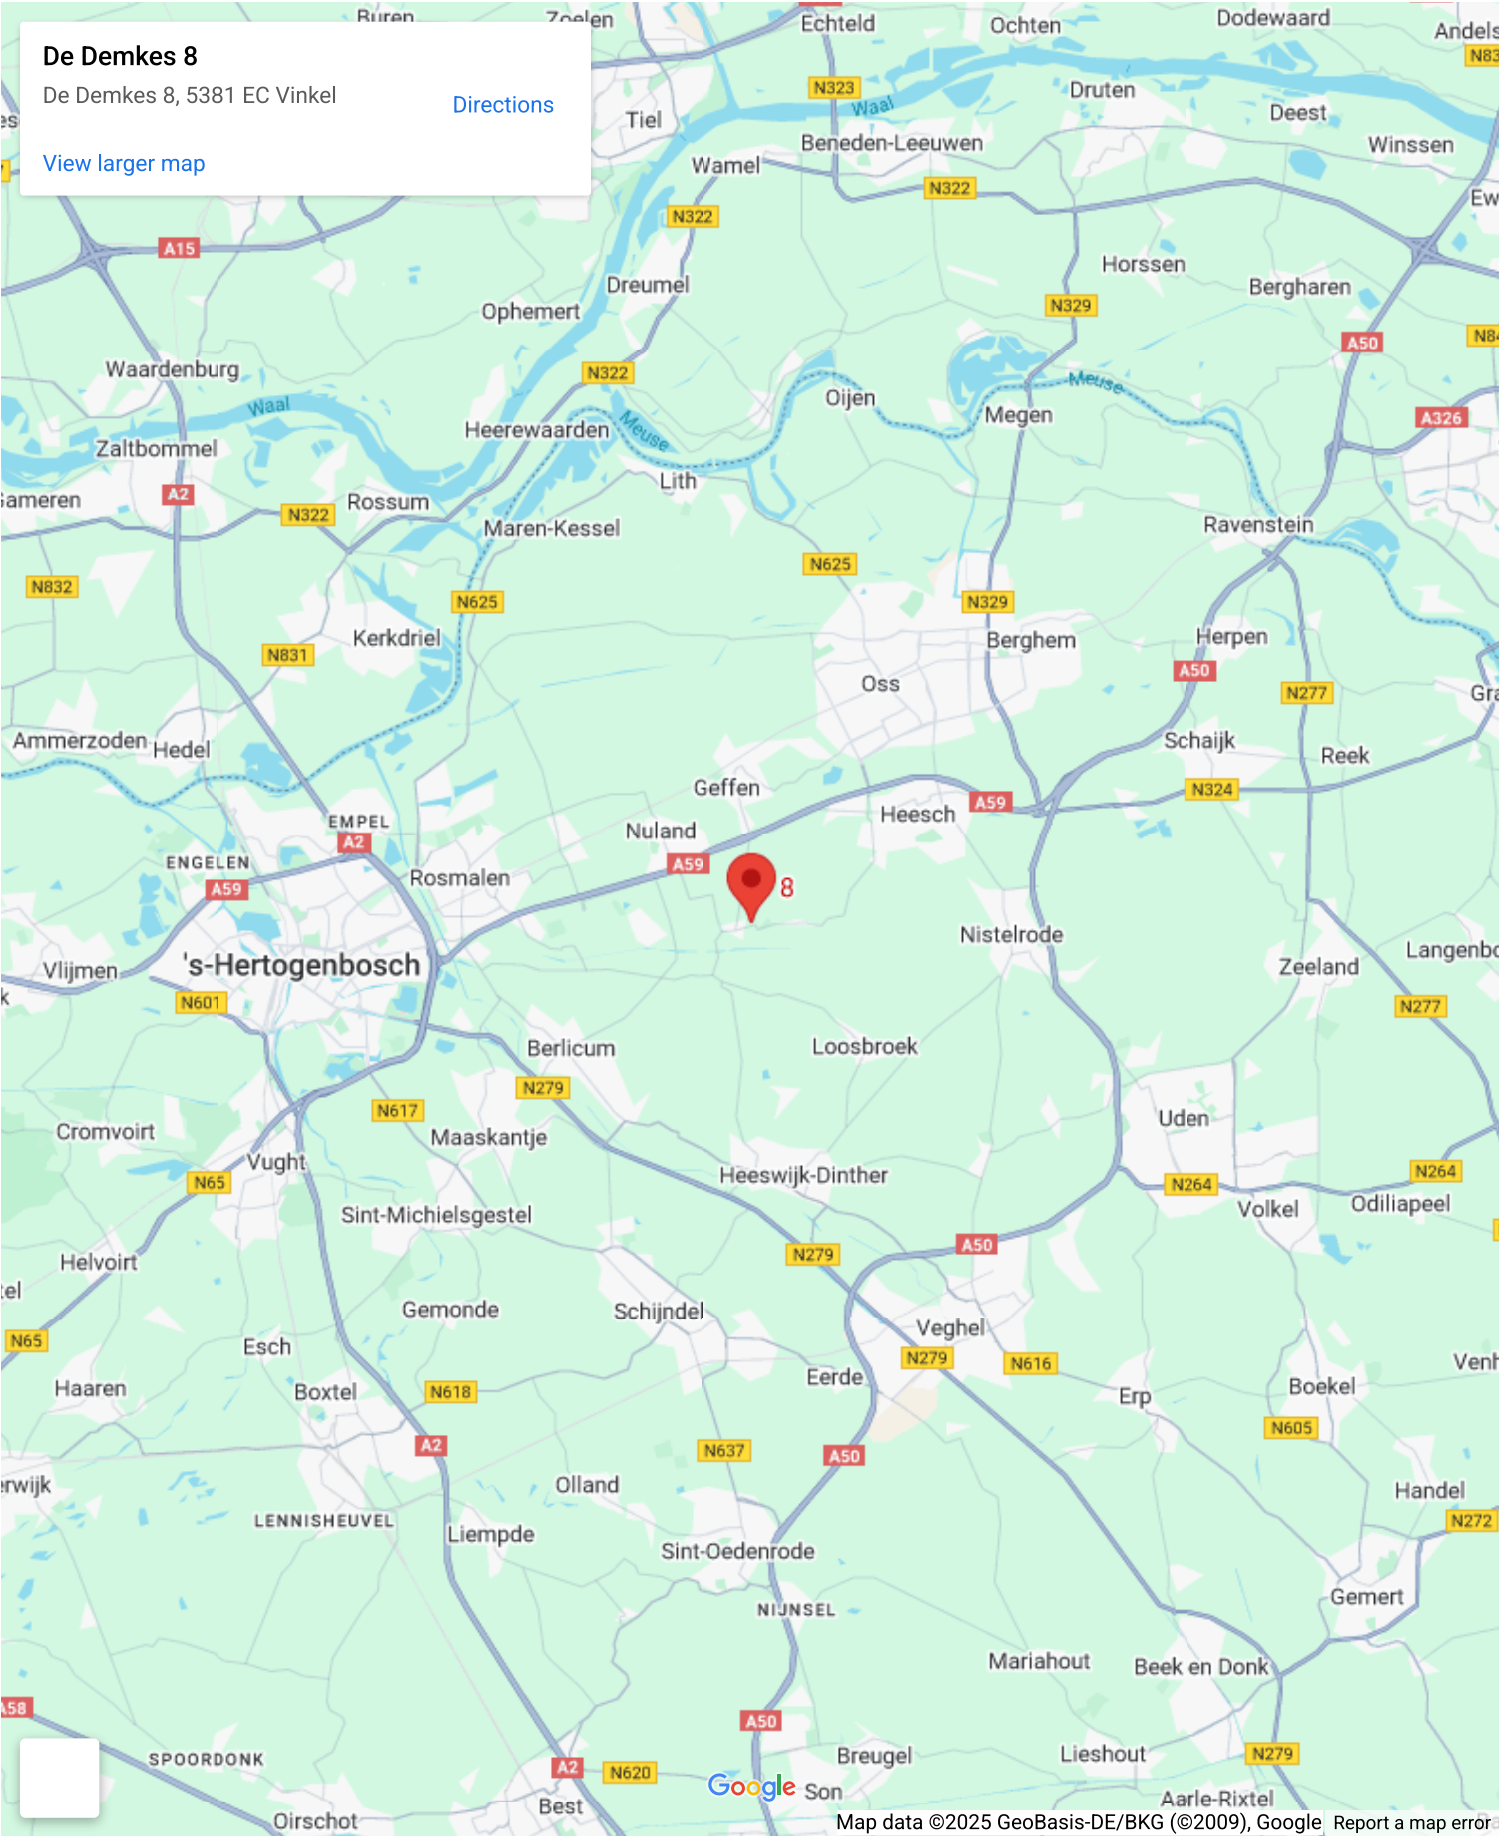 Buren
Zoelen
Echteld
Ochten
Dodewaard
De Demkes 8
De Demkes 8, 5381 EC Vinkel
Directions
View larger map
N323
Waal
Druten
Deest
Tiel
Beneden-Leeuwen
Winssen
Wamel
N322
N322
A15
Dreumel
Horssen
Bergharen
Ophemert
N329
A50
Waardenburg
N322
Meuse
Oijen
Waal
Megen
A326
Heerewaarden
Meuse
Zaltbommel
Lith
A2
Rossum
N322
Maren-Kessel
Ravenstein
N625
N832
N625
N329
Kerkdriel
Berghem
Herpen
N831
A50
Oss
N277
Ammerzoden
Hedel
Schaijk
Reek
Geffen
N324
A59
Heesch
EMPEL
Nuland
A2
ENGELEN
A59
Rosmalen
A59
8
Nistelrode
Vlijmen
's-Hertogenbosch
Zeeland
N601
N277
Berlicum
Loosbroek
N279
N617
Uden
Cromvoirt
Maaskantje
Vught
Heeswijk-Dinther
N65
N264
N264
Volkel
Odiliapeel
Sint-Michielsgestel
A50
N279
Helvoirt
Gemonde
Schijndel
Veghel
N65
Esch
N279
N616
Eerde
Haaren
Boxtel
N618
Erp
Boekel
N605
A2
N637
A50
Olland
Handel
LENNISHEUVEL
N272
Liempde
Sint-Oedenrode
Gemert
NIJNSEL
Mariahout
Beek en Donk
A58
A50
SPOORDONK
Breugel
Lieshout
N279
A2
N620
Google
Son
Best
Aarle-Rixtel
Oirschot
Map data ©2025 GeoBasis-DE/BKG (©2009), Google
Report a map error